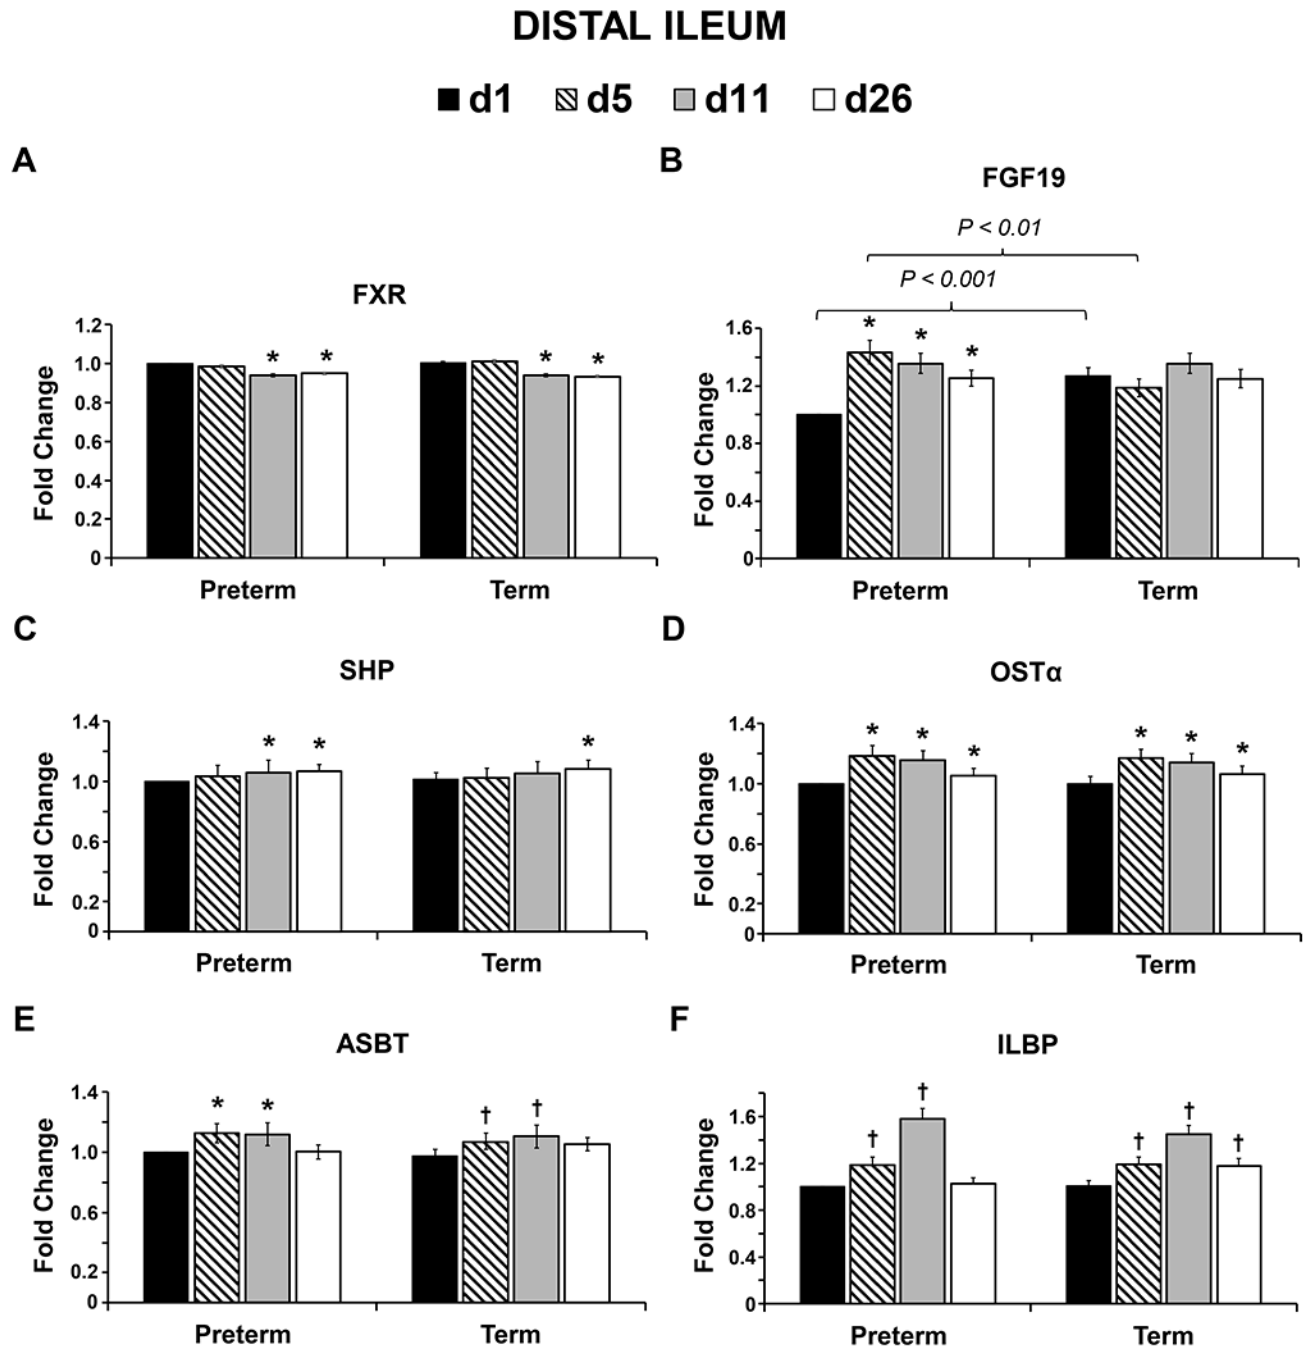 DISTAL ILEUM
d1 d5 d11 d26
A
FXR
Fold Change
1.2
1.0
0.8
0.6
0.4
0.2
0
*
*
*
*
Preterm
Term
B
FGF19
P < 0.01
P < 0.001
Fold Change
1.6
1.2
0.8
0.4
0
*
*
*
Preterm
Term
C
SHP
Fold Change
1.4
1.0
0.6
0.2
0
*
*
*
Preterm
Term
D
OSTα
Fold Change
1.4
1.0
0.6
0.2
0
*
*
*
*
*
*
Preterm
Term
E
ASBT
Fold Change
1.4
1.0
0.6
0.2
0
*
*
†
†
Preterm
Term
F
ILBP
Fold Change
1.6
1.2
0.8
0.4
0
†
†
†
†
†
Preterm
Term